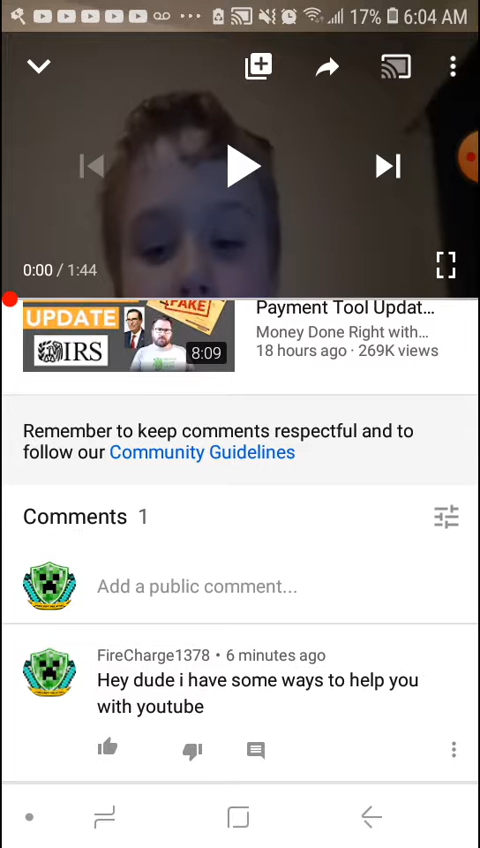 17% 6:04 AM
0:00 / 1:44
UPDATE
FAKE
IRS
8:09
Payment Tool Updat...
Money Done Right with...
18 hours ago · 269K views
Remember to keep comments respectful and to
follow our Community Guidelines
Comments 1
Add a public comment...
FireCharge1378 • 6 minutes ago
Hey dude i have some ways to help you
with youtube